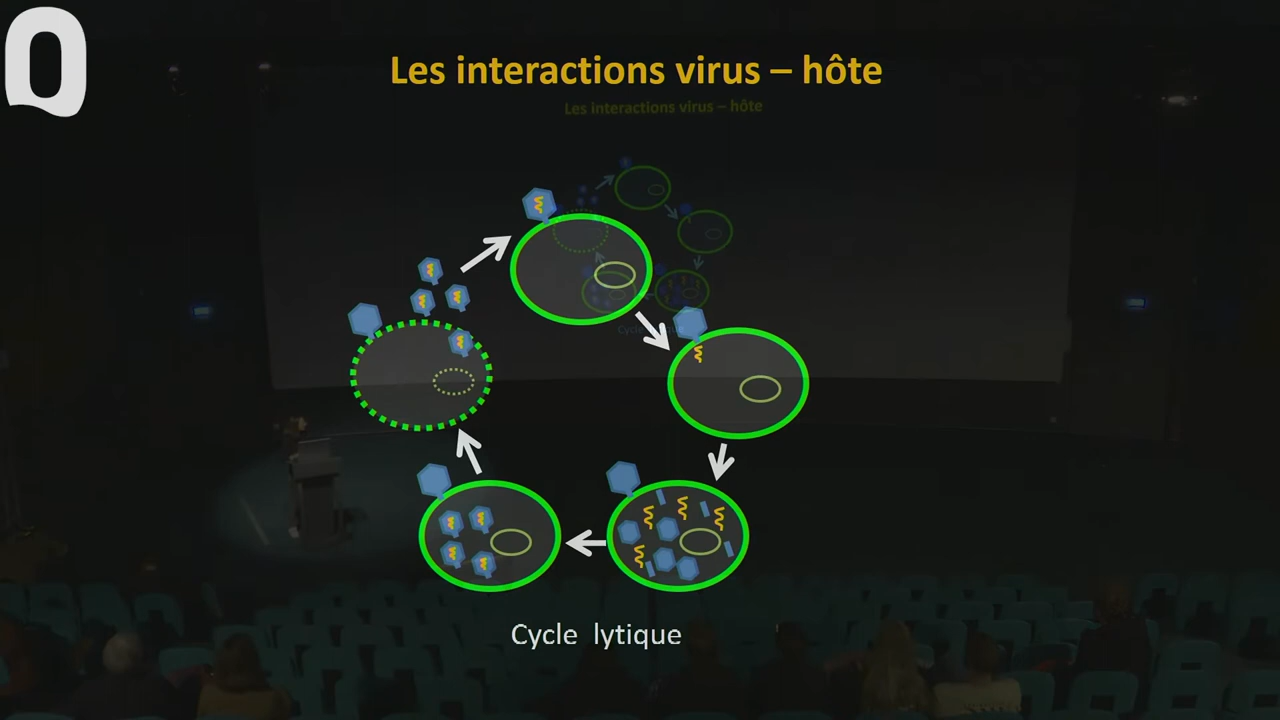 Q
Les interactions virus – hôte
Les interactions virus – hôte
Cycle lytique